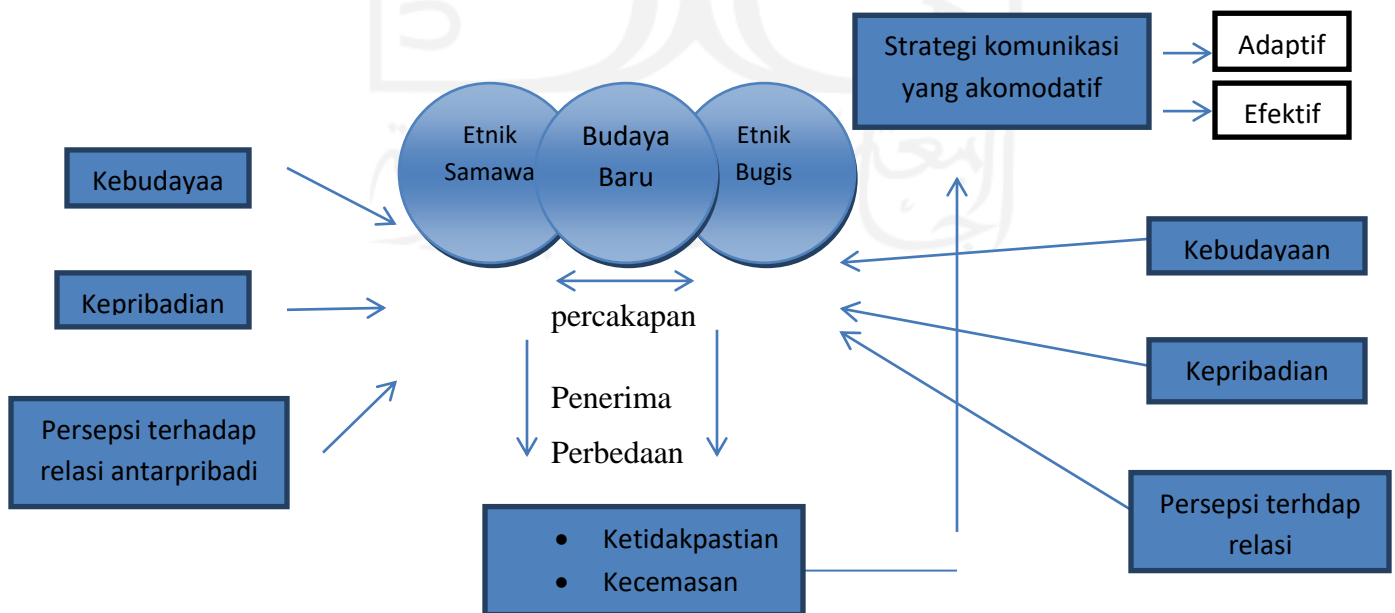 Strategi komunikasi
yang akomodatif
Adaptif
Efektif
Etnik
Samawa
Budaya
Baru
Etnik
Bugis
Kebudayaa
Kepribadian
Persepsi terhadap
relasi antarpribadi
percakapan
Penerima
Perbedaan
Kebudayaan
Kepribadian
Persepsi terhdap
relasi
• Ketidakpastian
• Kecemasan